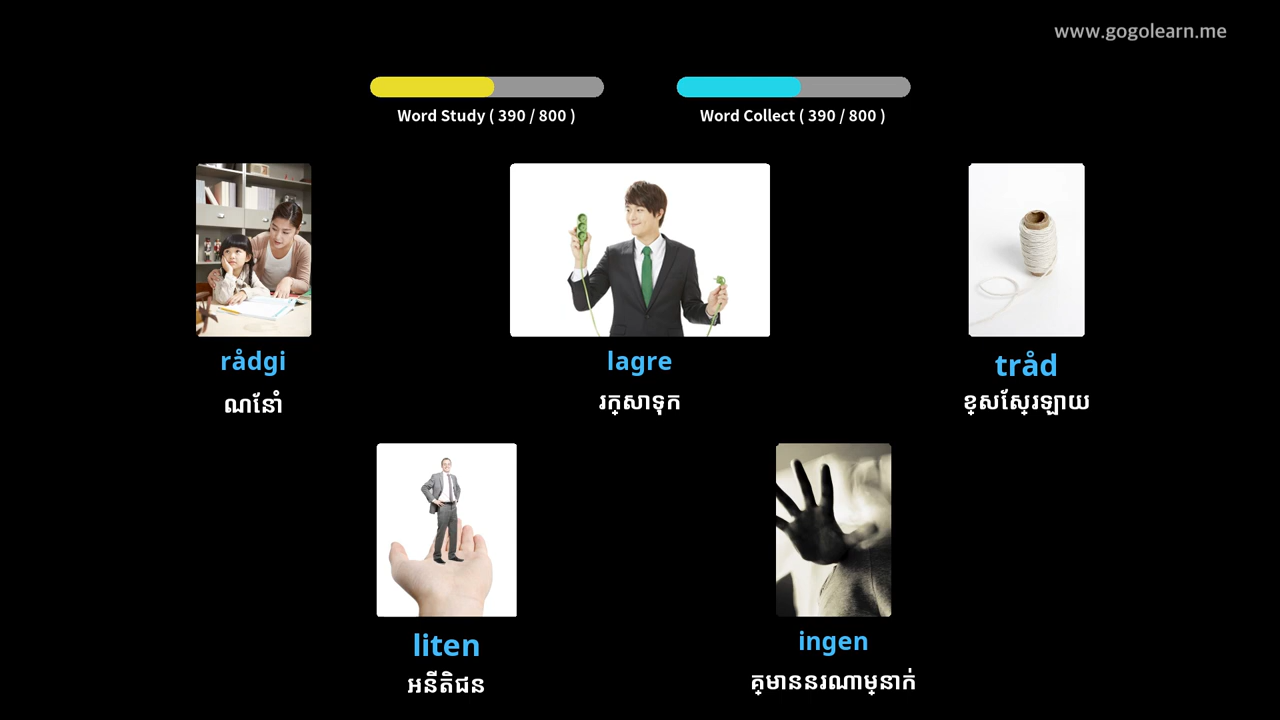 www.gogolearn.me
Word Study ( 390 / 800 )
Word Collect ( 390 / 800 )
rådgi
ណនែាំ
lagre
រក្សាទុក
tråd
ខ្សស្រែឡាយ
liten
អនីតិជន
ingen
គ្មាននរណាម្នាក់